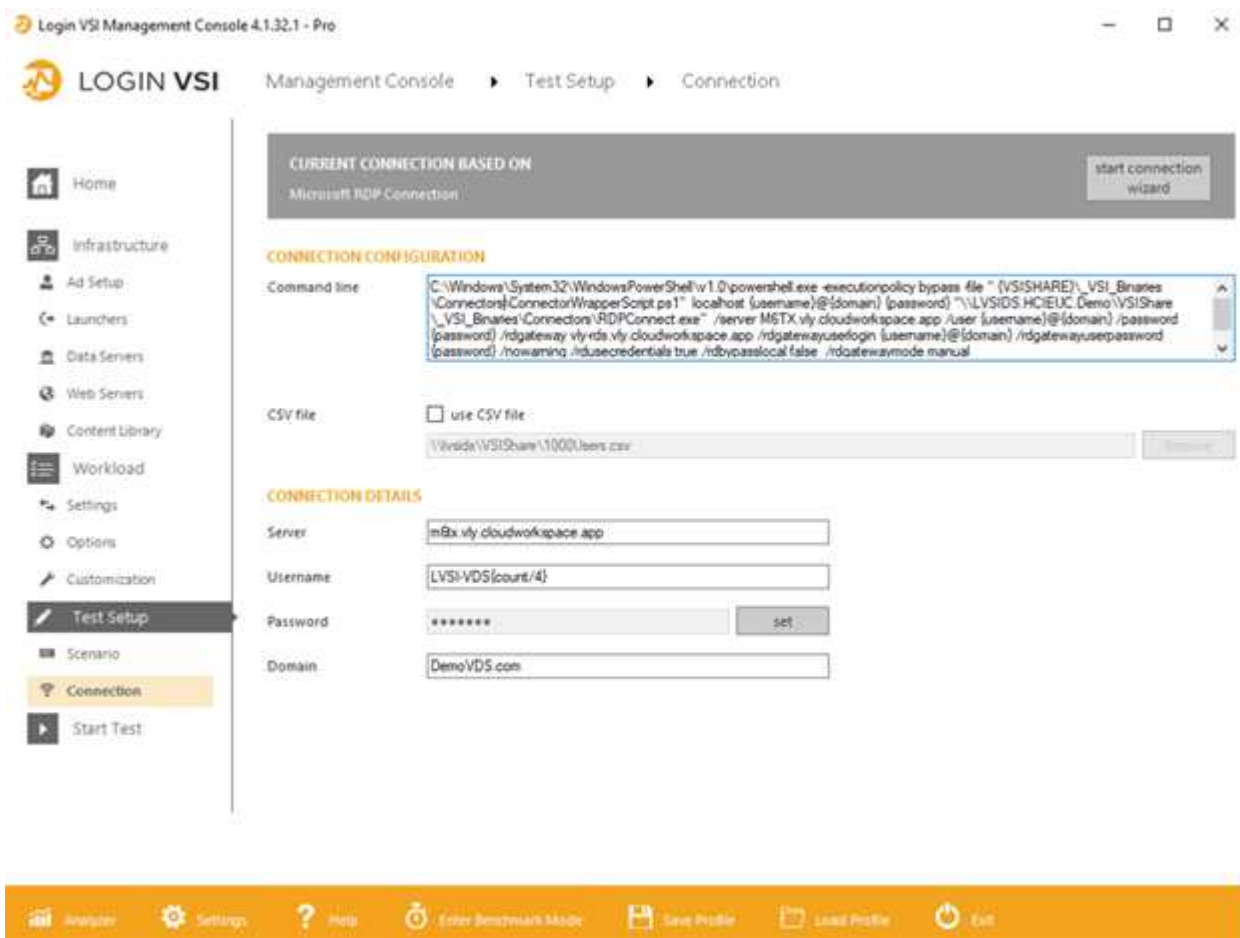 Login VSI Management Console 4.1.32.1 - Pro
LOGIN VSI
Management Console Test Setup Connection
Home
Infrastructure
Ad Setup
Launchers
Data Servers
Web Servers
Content Library
Workload
Settings
Options
Customization
Test Setup
Scenario
Connection
Start Test
CURRENT CONNECTION BASED ON
Microsoft RDP Connection
start connection
wizard
CONNECTION CONFIGURATION
Command line
C:\Windows\System32\WindowsPowerShell\v1.0\powershell.exe -executionpolicy bypass -file " {VSISHARE}\_VSI_Binaries
\Connectors\ConnectorWrapperScript.ps1" localhost {username}@{domain} {password} "\\LVSIDS.HCIEUC.Demo\VSIShare
\_VSI_Binaries\Connectors\RDPConnect.exe" /server M6TX.vly.cloudworkspace.app /user {username}@{domain} /password
{password} /rdgateway vly-rds.vly.cloudworkspace.app /rdgatewayuserlogin {username}@{domain} /rdgatewayuserpassword
{password} /nowarning /rdusecredentials true /rdbypasslocal false /rdgatewaymode manual
CSV file
use CSV file
\\lvsids\VSIShare\1000Users.csv
CONNECTION DETAILS
Server
m6tx.vly.cloudworkspace.app
Username
LVSI-VDS{count/4}
Password
*******
set
Domain
DemoVDS.com
Analyzer
Settings
Help
Enter Benchmark Mode
Save Profile
Load Profile
Exit